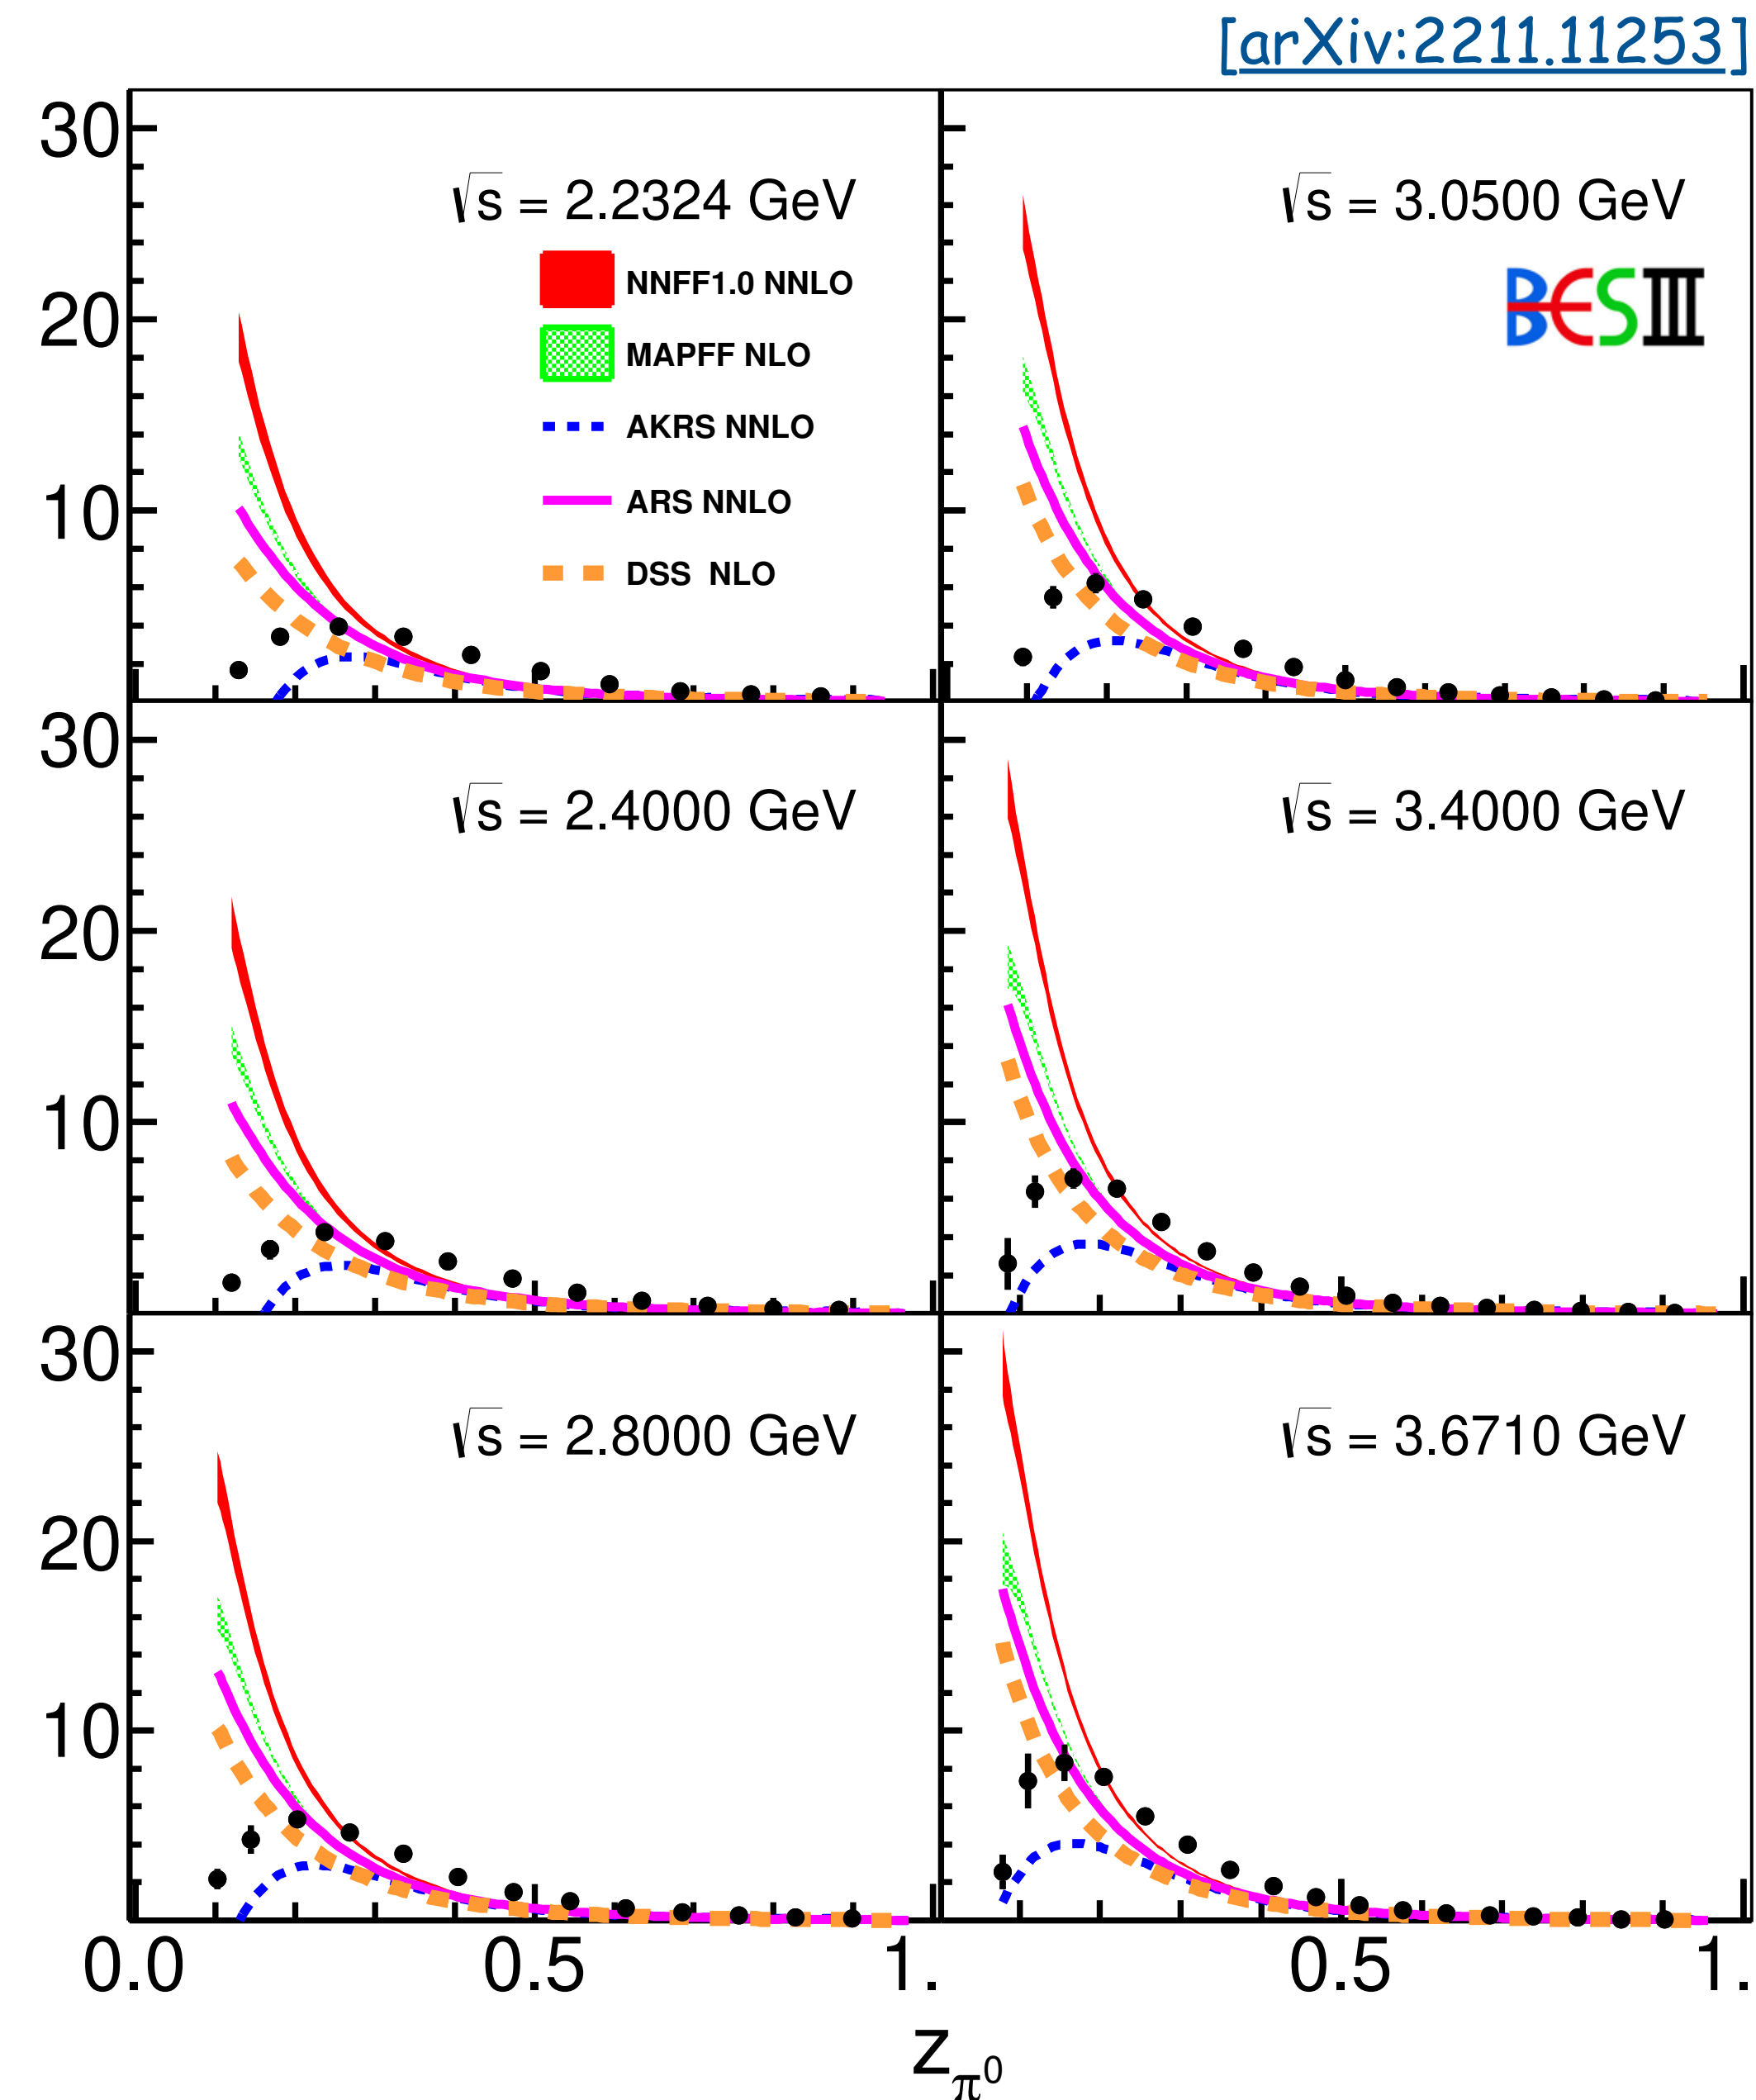 [arXiv:2211.11253]
30
20
10
√s = 2.2324 GeV
NNFF1.0 NNLO
MAPFF NLO
AKRS NNLO
ARS NNLO
DSS NLO
√s = 3.0500 GeV
BESIII
30
20
10
√s = 2.4000 GeV
√s = 3.4000 GeV
30
20
10
√s = 2.8000 GeV
√s = 3.6710 GeV
0.0 0.5 1. 0.5 1.
zπ⁰